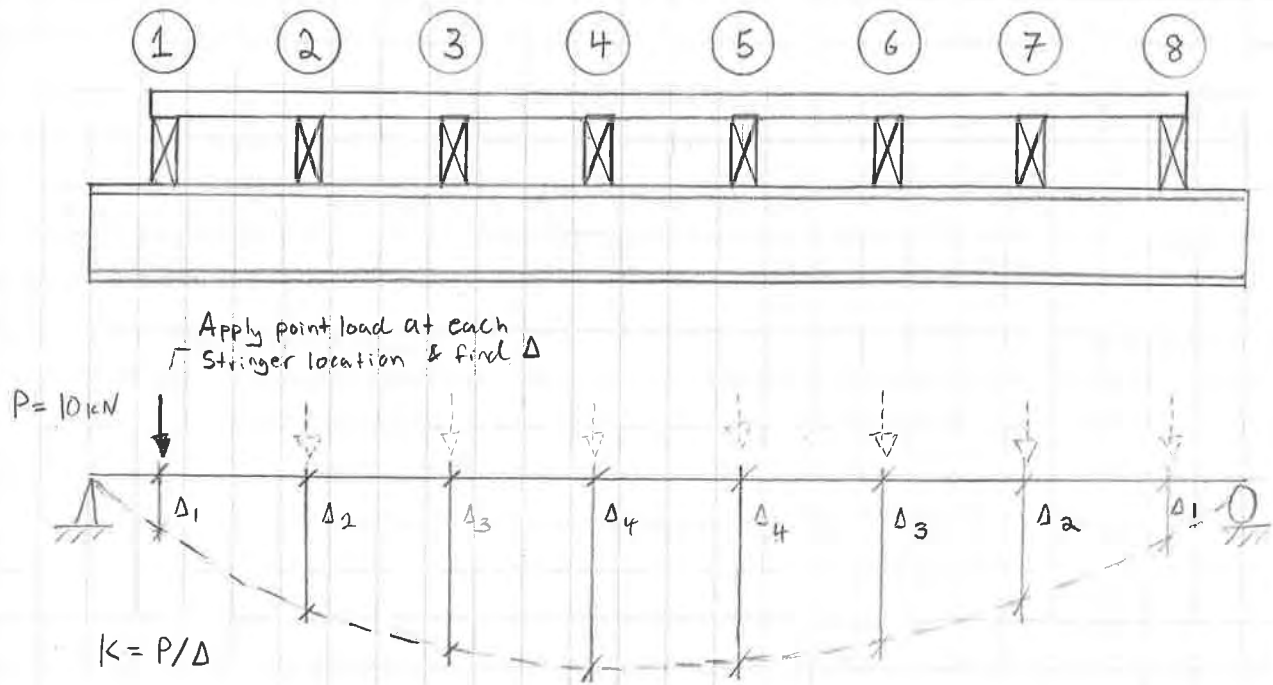 1 2 3 4 5 6 7 8
Apply point load at each
Stringer location & find Δ
P = 10 kN
Δ1 Δ2 Δ3 Δ4 Δ4 Δ3 Δ2 Δ1
K = P/Δ